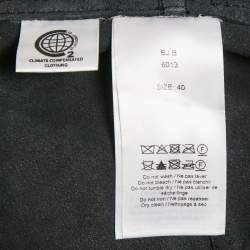 2
CLIMATE COMPENSATED
CLOTHING
BJ B
6013
SIZE: 40
Do not wash / Ne pas laver
Do not bleach / Ne pas blanchir
Do not tumble dry / Ne pas utiliser de
sèche-linge
Do not iron / Ne pas repasser
Dry clean / Nettoyage à sec